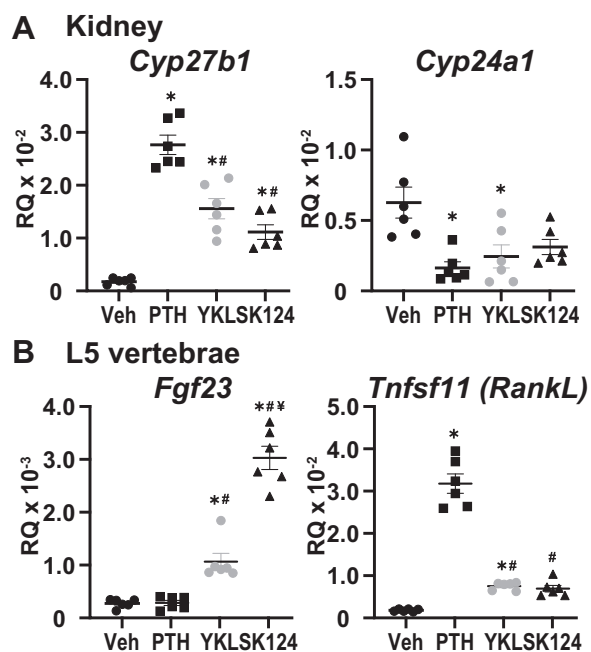 A Kidney
Cyp27b1
4.0
3.0
2.0
1.0
0
RQ x 10-2
*
*#
*#
Veh PTH YKL SK124
Cyp24a1
1.5
1.0
0.5
0
RQ x 10-2
*
*
Veh PTH YKL SK124
B L5 vertebrae
Fgf23
4.0
3.0
2.0
1.0
0
RQ x 10-3
*#
*#¥
Veh PTH YKL SK124
Tnfsf11 (RankL)
5.0
4.0
3.0
2.0
1.0
0
RQ x 10-2
*
*#
#
Veh PTH YKL SK124